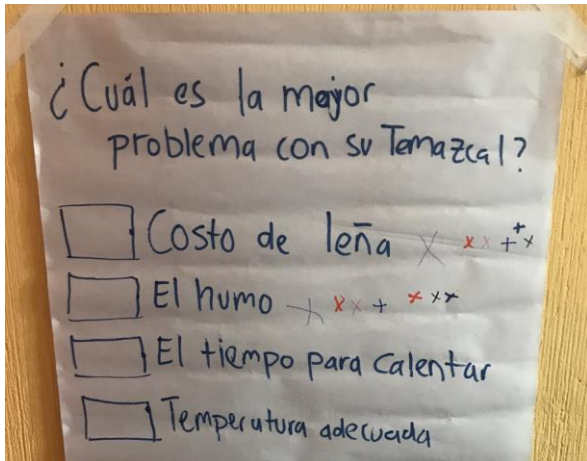 ¿Cuál es la mayor
problema con su Temazcal?
Costo de leña x x x + + x
El humo x x x + x x x
El tiempo para calentar
Temperatura adecuada